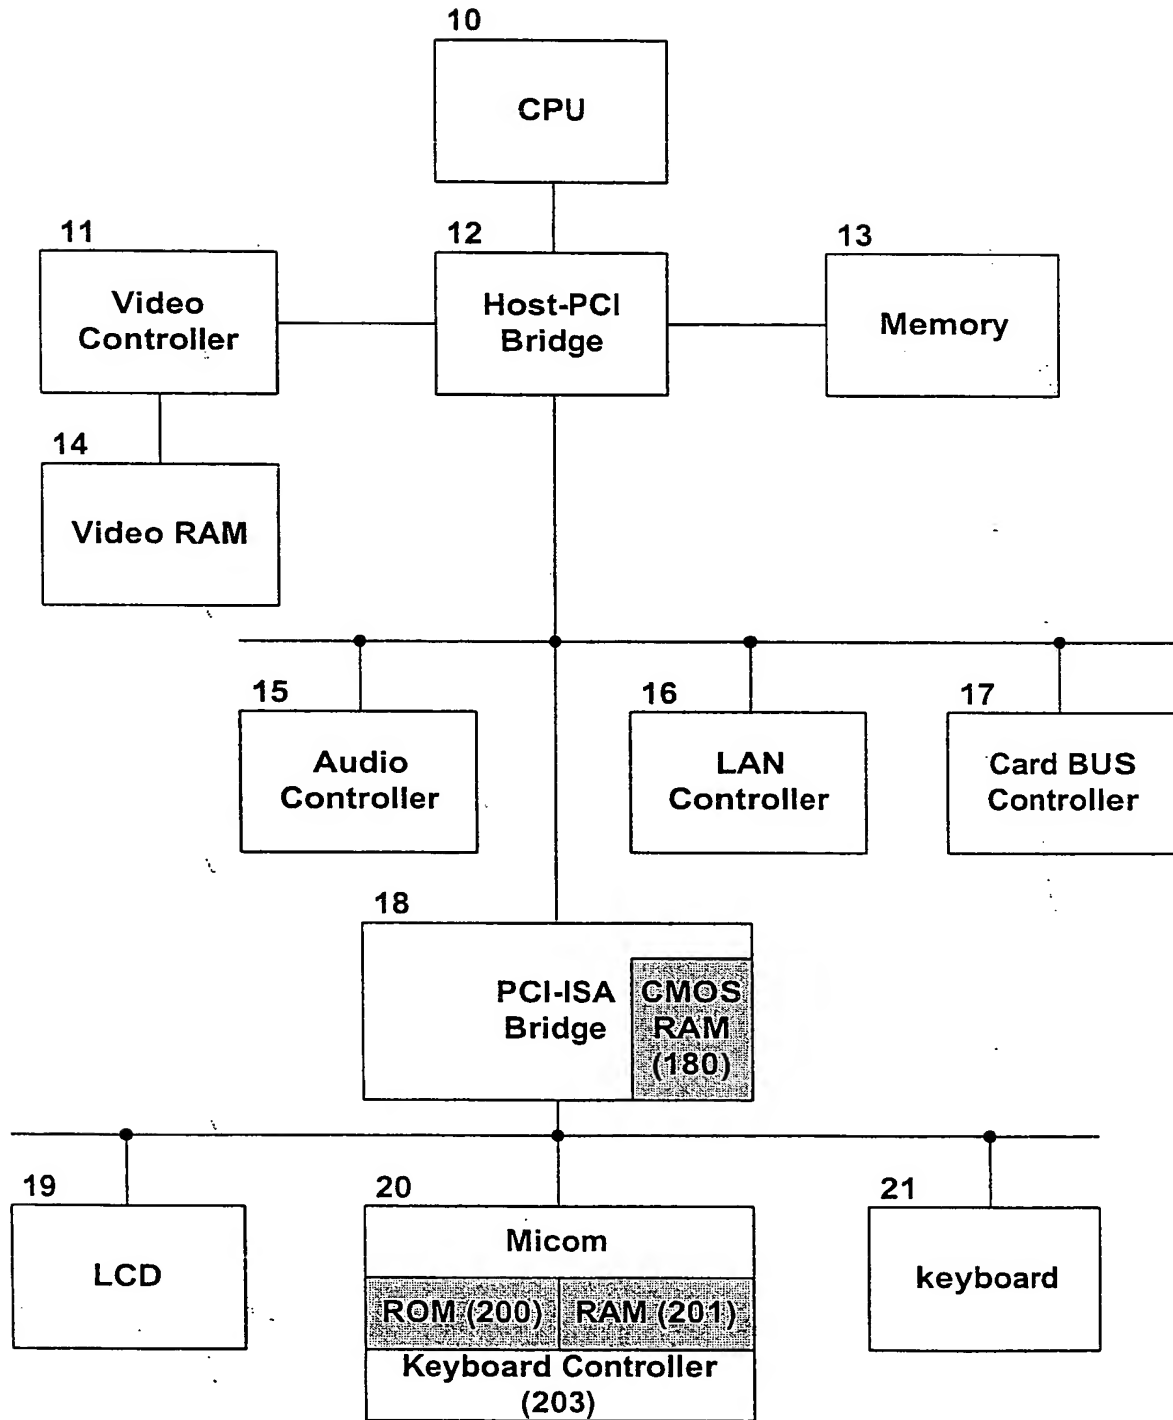 10
CPU
11
12
13
Video
Controller
Host-PCI
Bridge
Memory
14
Video RAM
15
16
17
Audio
Controller
LAN
Controller
Card BUS
Controller
18
PCI-ISA
Bridge
CMOS
RAM
(180)
19
20
21
LCD
Micom
keyboard
ROM (200)
RAM (201)
Keyboard Controller
(203)